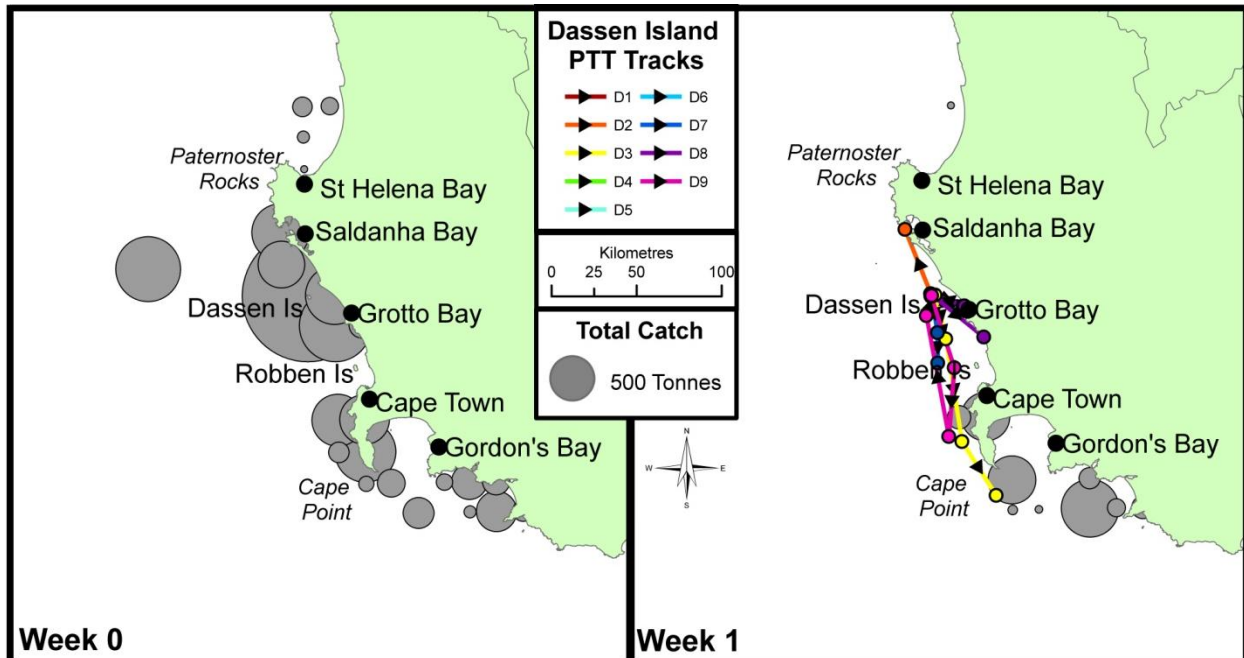 Paternoster
Rocks
St Helena Bay
Saldanha Bay
Dassen Is
Grotto Bay
Robben Is
Cape Town
Gordon's Bay
Cape
Point
Week 0
Dassen Island
PTT Tracks
D1 D6
D2 D7
D3 D8
D4 D9
D5
Kilometres
0 25 50 100
Total Catch
500 Tonnes
N
W E
S
Paternoster
Rocks
St Helena Bay
Saldanha Bay
Dassen Is
Grotto Bay
Robben Is
Cape Town
Gordon's Bay
Cape
Point
Week 1